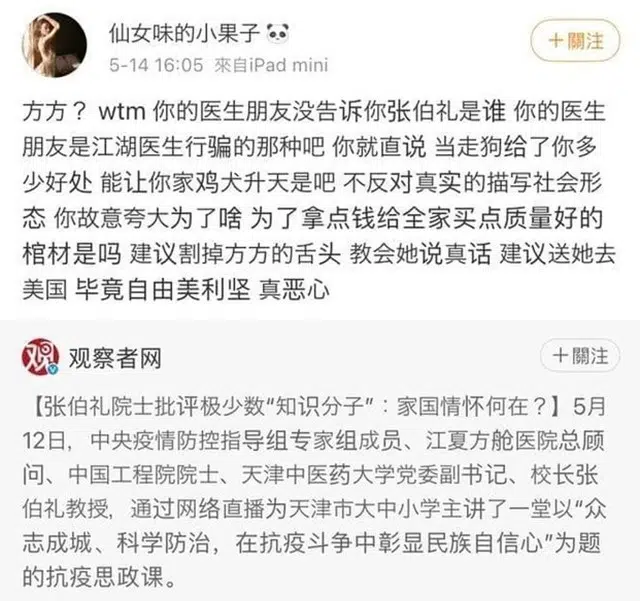 仙女味的小果子🐼
5-14 16:05 來自iPad mini
＋關注
方方？ wtm 你的医生朋友没告诉你张伯礼是谁 你的医生
朋友是江湖医生行骗的那种吧 你就直说 当走狗给了你多
少好处 能让你家鸡犬升天是吧 不反对真实的描写社会形
态 你故意夸大为了啥 为了拿点钱给全家买点质量好的
棺材是吗 建议割掉方方的舌头 教会她说真话 建议送她去
美国 毕竟自由美利坚 真恶心
观
观察者网
＋關注
【张伯礼院士批评极少数“知识分子”：家国情怀何在？】5月
12日，中央疫情防控指导组专家组成员、江夏方舱医院总顾
问、中国工程院院士、天津中医药大学党委副书记、校长张
伯礼教授，通过网络直播为天津市大中小学主讲了一堂以“众
志成城、科学防治，在抗疫斗争中彰显民族自信心”为题
的抗疫思政课。